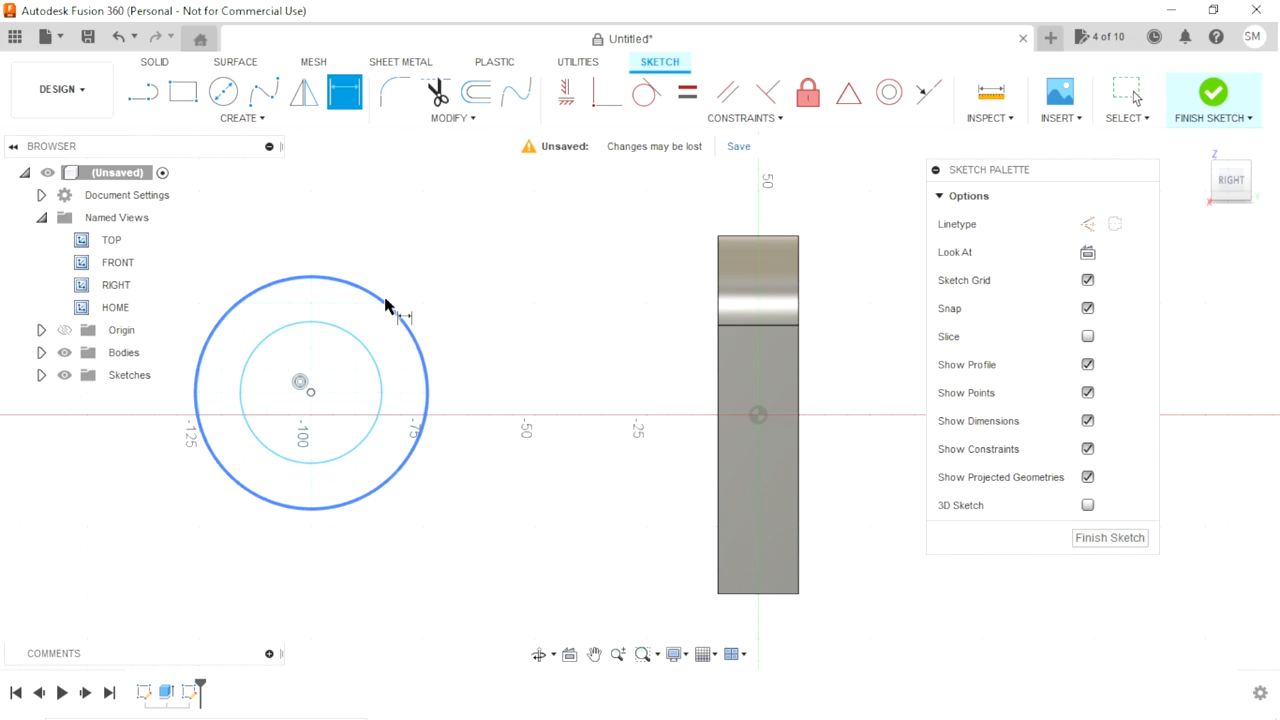 Autodesk Fusion 360 (Personal - Not for Commercial Use)
Untitled*
4 of 10
SM
SOLID
SURFACE
MESH
SHEET METAL
PLASTIC
UTILITIES
SKETCH
DESIGN
CREATE
MODIFY
CONSTRAINTS
INSPECT
INSERT
SELECT
FINISH SKETCH
BROWSER
Unsaved: Changes may be lost Save
(Unsaved)
Document Settings
Named Views
TOP
FRONT
RIGHT
HOME
Origin
Bodies
Sketches
-125
-100
-75
-50
-25
50
SKETCH PALETTE
Options
Linetype
Look At
Sketch Grid
Snap
Slice
Show Profile
Show Points
Show Dimensions
Show Constraints
Show Projected Geometries
3D Sketch
Finish Sketch
Z
RIGHT
X
Y
COMMENTS